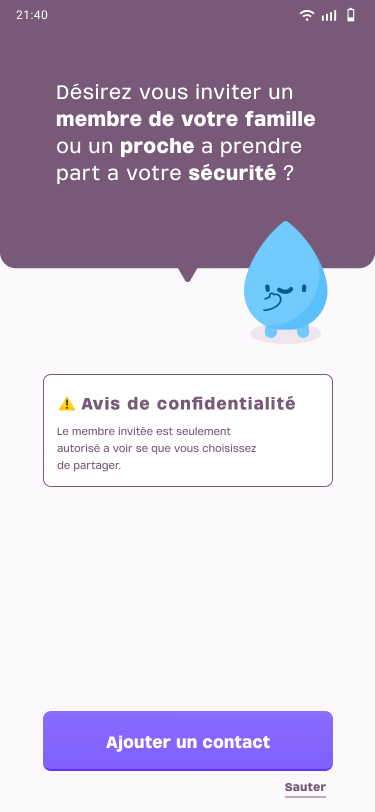 21:40
Désirez vous inviter un
membre de votre famille
ou un proche a prendre
part a votre sécurité ?
Avis de confidentialité
Le membre invitée est seulement
autorisé a voir se que vous choisissez
de partager.
Ajouter un contact
Sauter